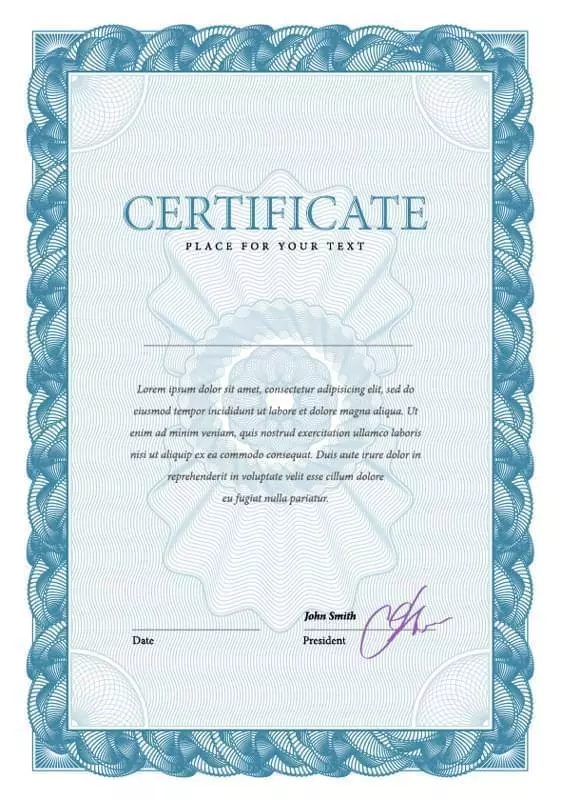 CERTIFICATE
PLACE FOR YOUR TEXT
Lorem ipsum dolor sit amet, consectetur adipisicing elit, sed do
eiusmod tempor incididunt ut labore et dolore magna aliqua. Ut
enim ad minim veniam, quis nostrud exercitation ullamco laboris
nisi ut aliquip ex ea commodo consequat. Duis aute irure dolor in
reprehenderit in voluptate velit esse cillum dolore
eu fugiat nulla pariatur.
John Smith
Date
President